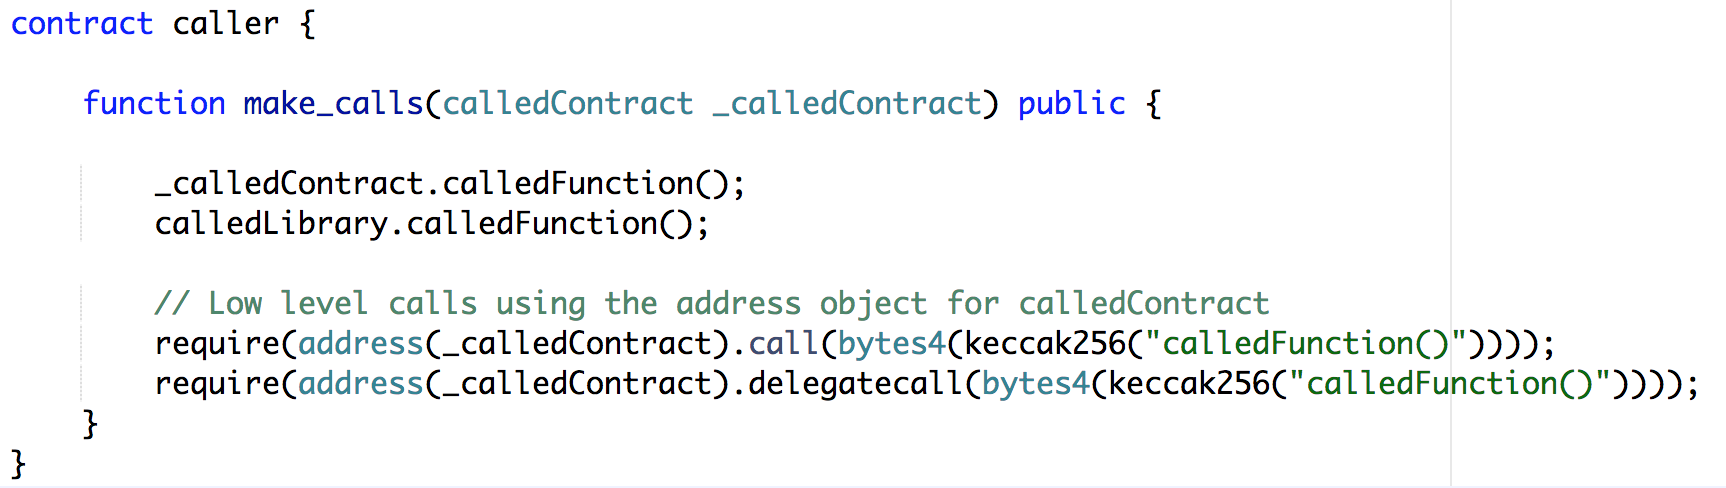 contract caller {
function make_calls(calledContract _calledContract) public {
_calledContract.calledFunction();
calledLibrary.calledFunction();
// Low level calls using the address object for calledContract
require(address(_calledContract).call(bytes4(keccak256("calledFunction()"))));
require(address(_calledContract).delegatecall(bytes4(keccak256("calledFunction()"))));
}
}